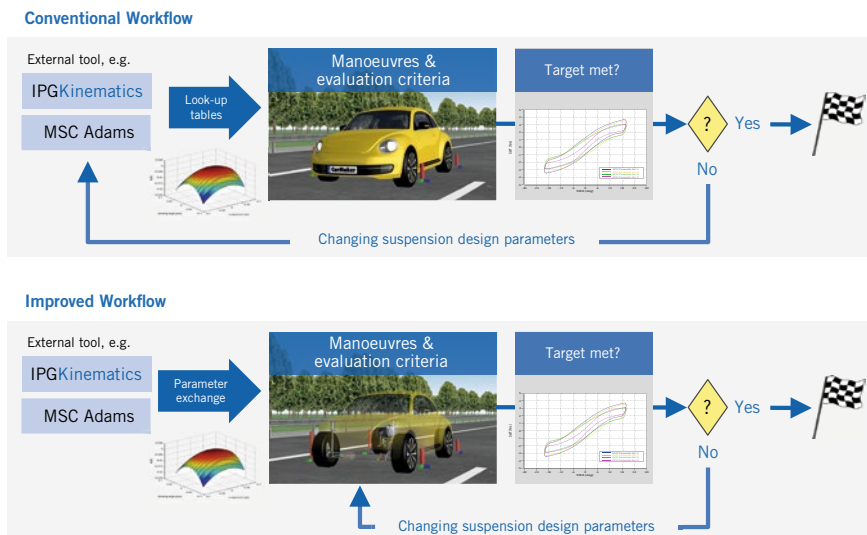 Conventional Workflow
External tool, e.g.
IPGKinematics
MSC Adams
Look-up
tables
Manoeuvres &
evaluation criteria
Target met?
?
Yes
No
Changing suspension design parameters
Improved Workflow
External tool, e.g.
IPGKinematics
MSC Adams
Parameter
exchange
Manoeuvres &
evaluation criteria
Target met?
?
Yes
No
Changing suspension design parameters